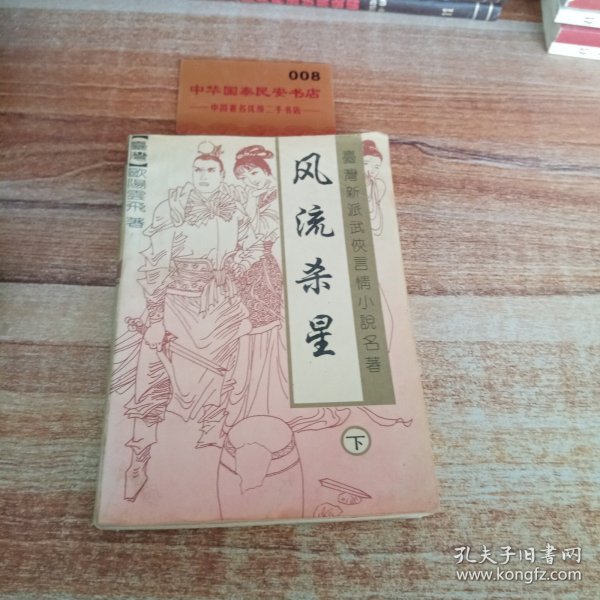 008
中华国泰民安书店
中国著名风推二手书店
【臺灣】歐陽雲飛 著
风流杀星
臺灣新派武俠言情小說名著
下
孔夫子旧书网
www.kongfz.com